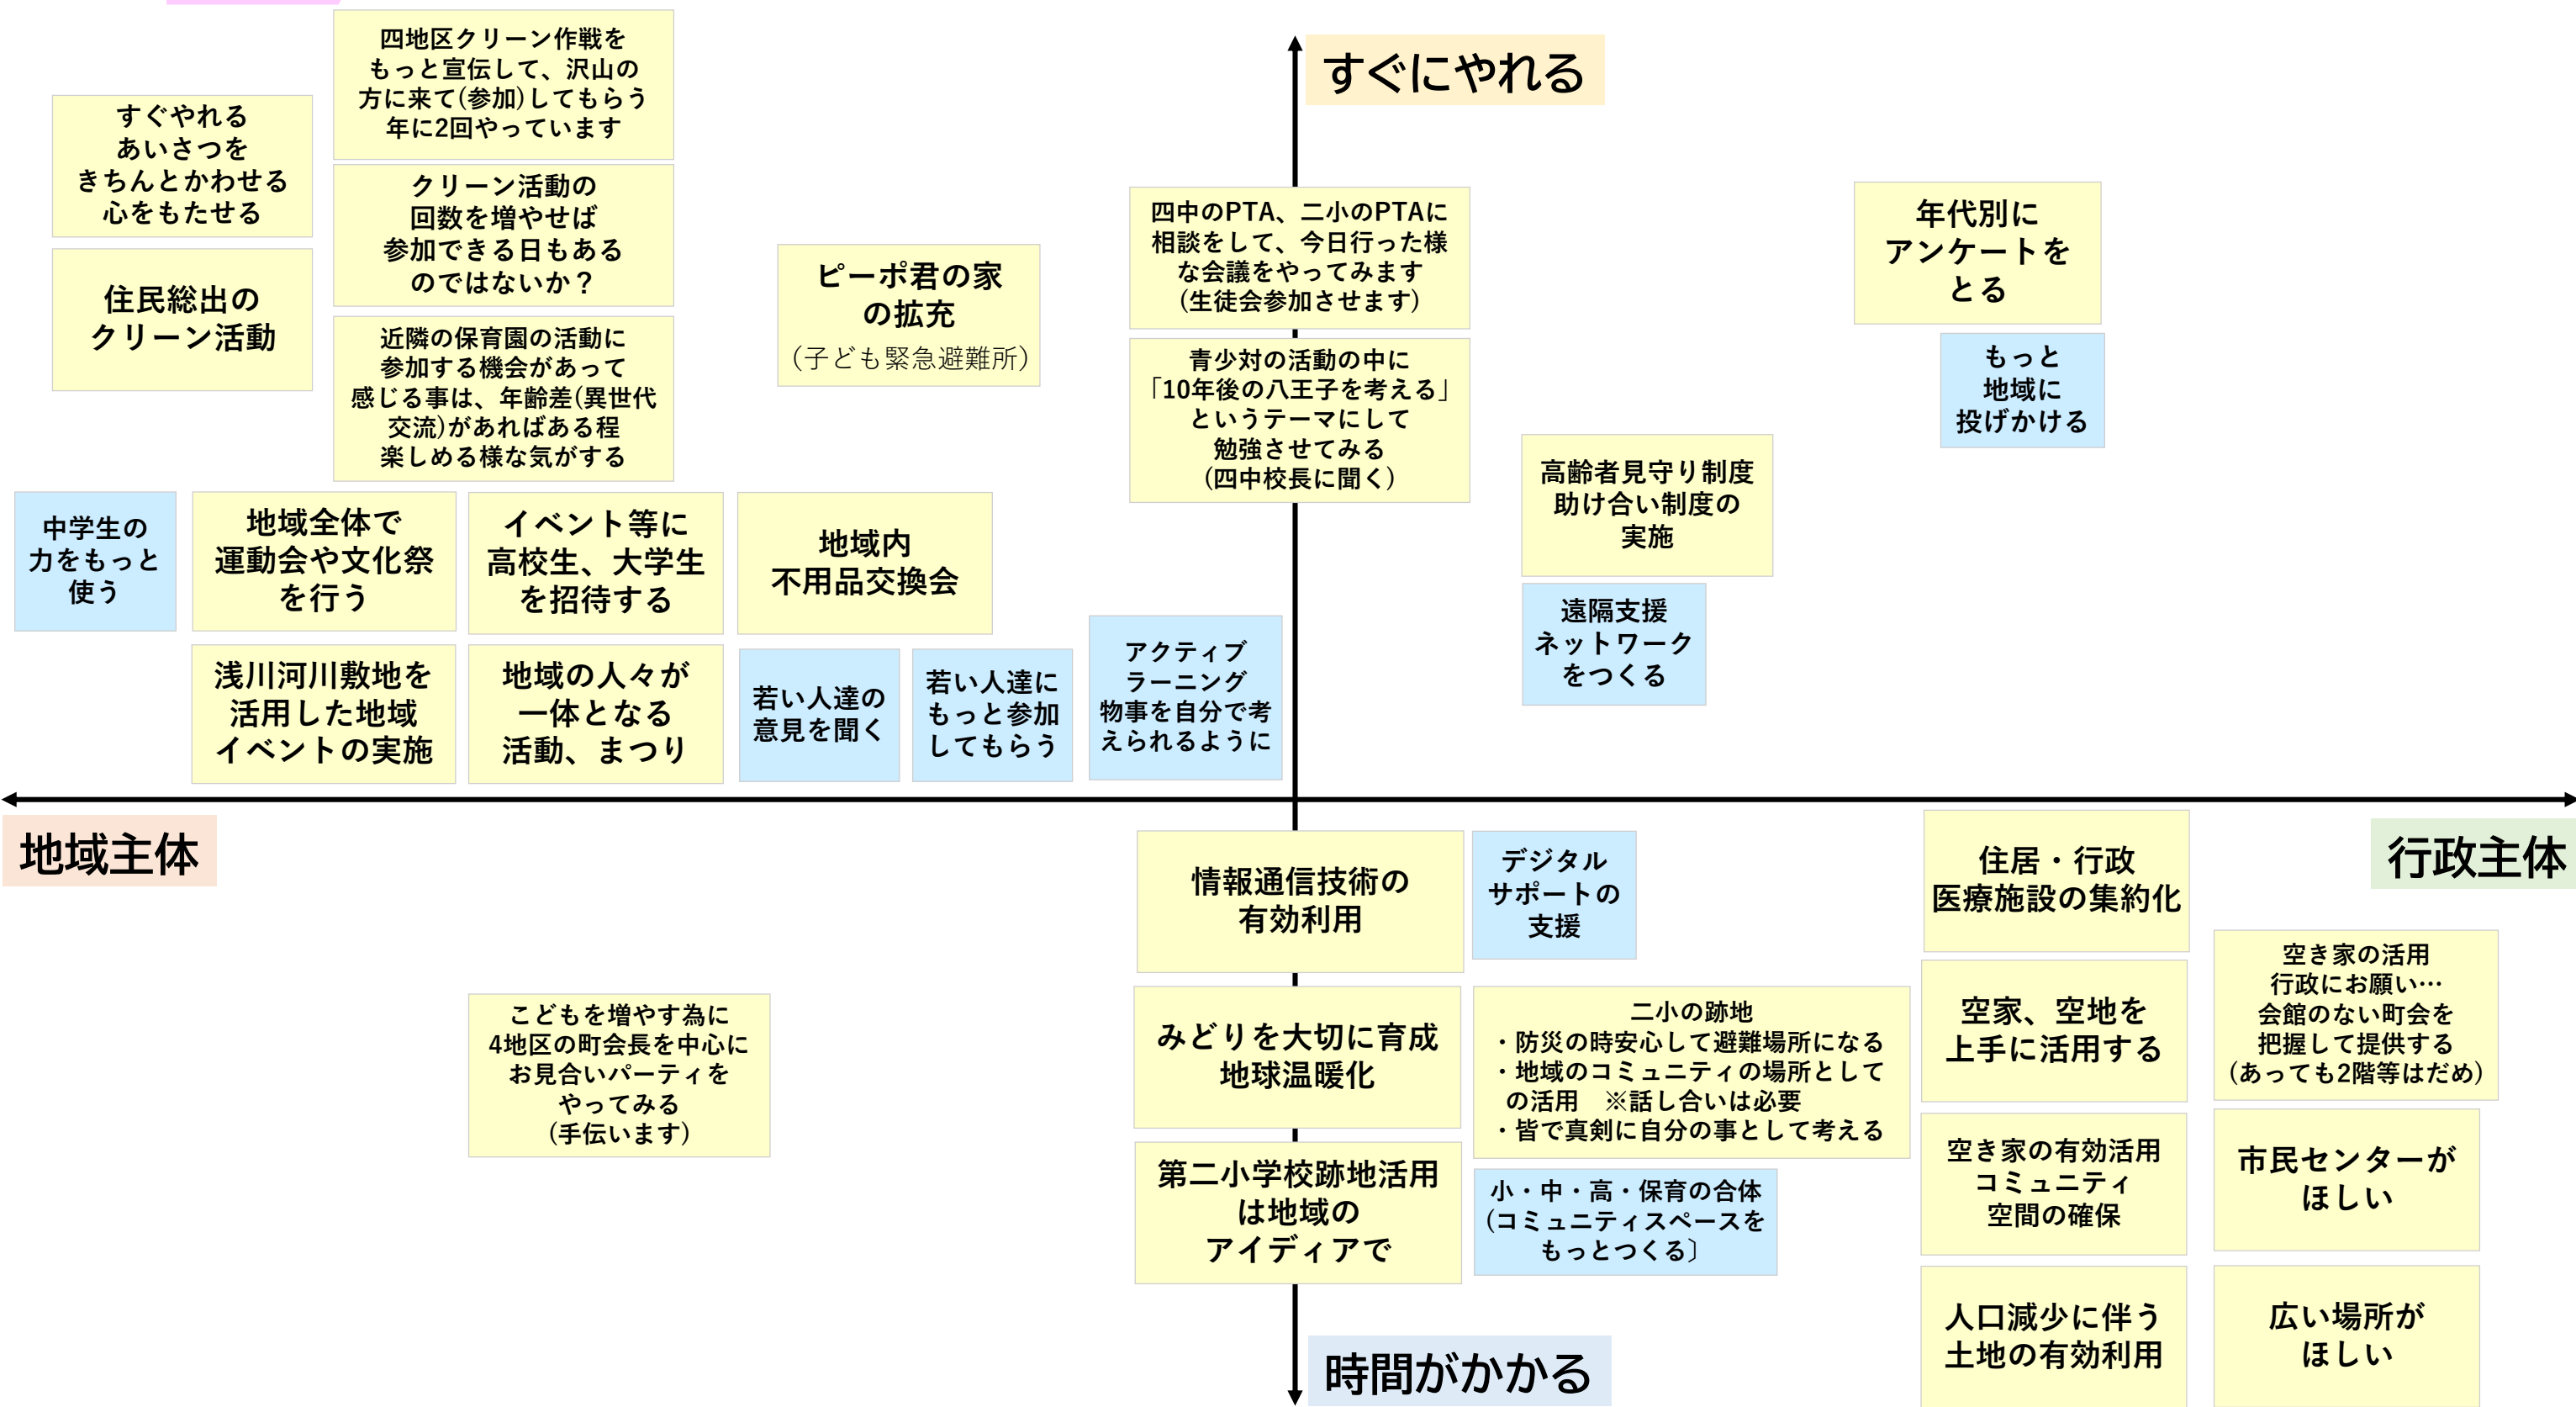 すぐにやれる
四地区クリーン作戦を
もっと宣伝して、沢山の
方に来て(参加)してもらう
年に2回やっています
すぐやれる
あいさつを
きちんとかわせる
心をもたせる
クリーン活動の
回数を増やせば
参加できる日もある
のではないか？
住民総出の
クリーン活動
近隣の保育園の活動に
参加する機会があって
感じる事は、年齢差(異世代
交流)があればある程
楽しめる様な気がする
ピーポ君の家
の拡充
（子ども緊急避難所）
四中のPTA、二小のPTAに
相談をして、今日行った様
な会議をやってみます
(生徒会参加させます)
青少対の活動の中に
「10年後の八王子を考える」
というテーマにして
勉強させてみる
(四中校長に聞く)
年代別に
アンケートを
とる
もっと
地域に
投げかける
高齢者見守り制度
助け合い制度の
実施
遠隔支援
ネットワーク
をつくる
中学生の
力をもっと
使う
地域全体で
運動会や文化祭
を行う
イベント等に
高校生、大学生
を招待する
地域内
不用品交換会
浅川河川敷地を
活用した地域
イベントの実施
地域の人々が
一体となる
活動、まつり
若い人達の
意見を聞く
若い人達に
もっと参加
してもらう
アクティブ
ラーニング
物事を自分で考
えられるように
地域主体
行政主体
情報通信技術の
有効利用
デジタル
サポートの
支援
住居・行政
医療施設の集約化
こどもを増やす為に
4地区の町会長を中心に
お見合いパーティを
やってみる
(手伝います)
みどりを大切に育成
地球温暖化
二小の跡地
・防災の時安心して避難場所になる
・地域のコミュニティの場所として
の活用　※話し合いは必要
・皆で真剣に自分の事として考える
空家、空地を
上手に活用する
空き家の活用
行政にお願い…
会館のない町会を
把握して提供する
(あっても2階等はだめ)
第二小学校跡地活用
は地域の
アイディアで
小・中・高・保育の合体
(コミュニティスペースを
もっとつくる〕
空き家の有効活用
コミュニティ
空間の確保
市民センターが
ほしい
人口減少に伴う
土地の有効利用
広い場所が
ほしい
時間がかかる